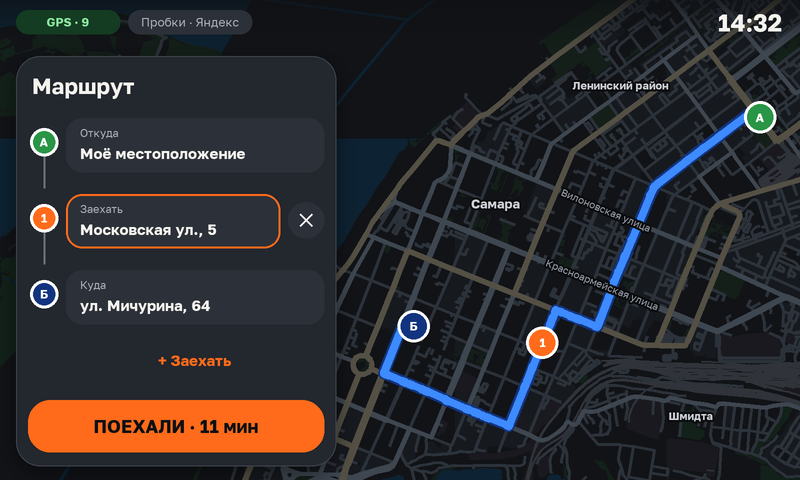 GPS · 9
Пробки · Яндекс
14:32
Маршрут
А
Откуда
Моё местоположение
1
Заехать
Московская ул., 5
Б
Куда
ул. Мичурина, 64
+ Заехать
ПОЕХАЛИ · 11 мин
Ленинский район
А
Самара
Вилоновская улица
Красноармейская улица
Б
1
Шмидта